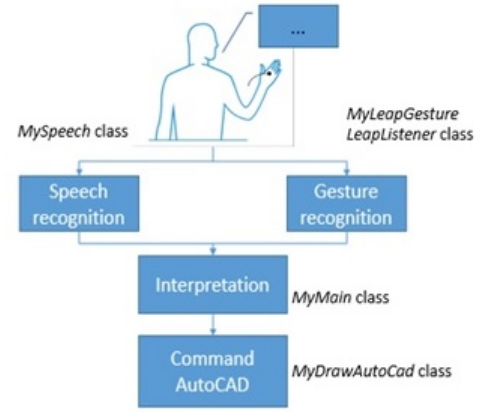 ...
MySpeech class
MyLeapGesture
LeapListener class
Speech
recognition
Gesture
recognition
Interpretation
MyMain class
Command
AutoCAD
MyDrawAutoCad class